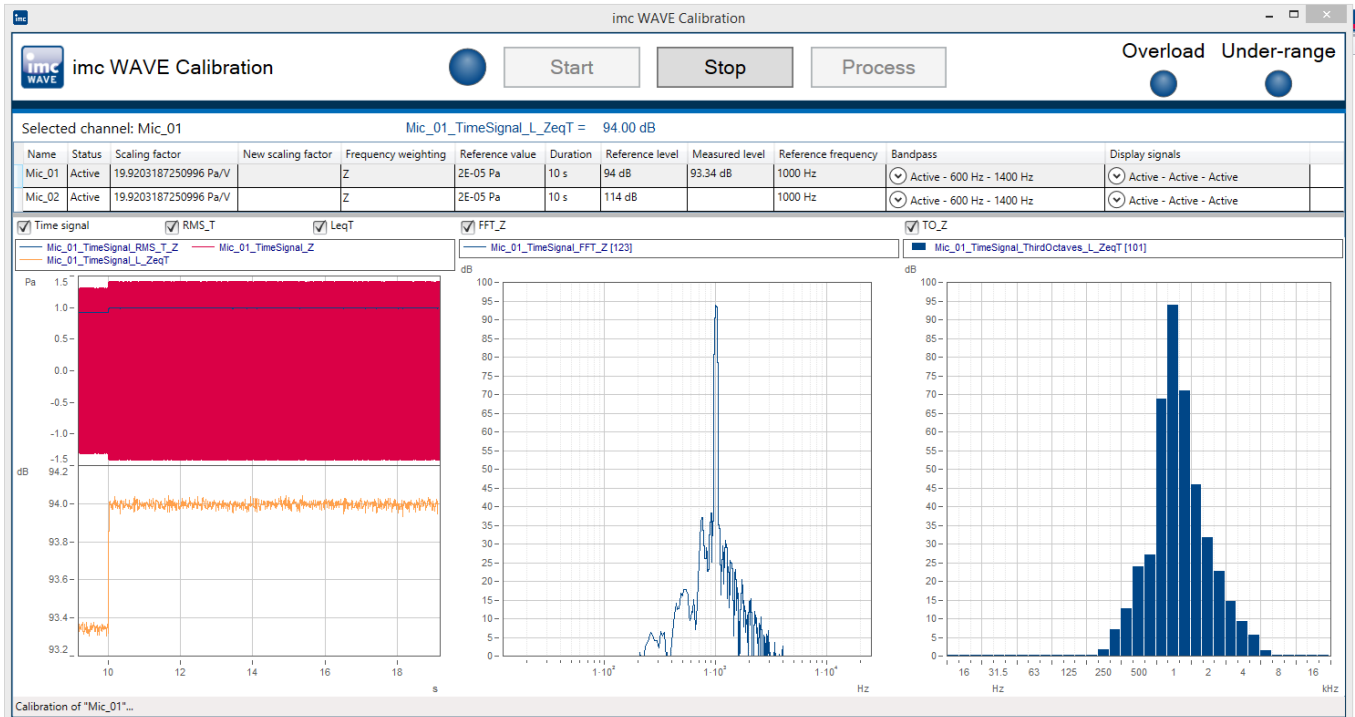 imc WAVE Calibration
imc
imc WAVE
imc WAVE Calibration
Start
Stop
Process
Overload
Under-range
Selected channel: Mic_01
Mic_01_TimeSignal_L_ZeqT = 94.00 dB
Name Status Scaling factor New scaling factor Frequency weighting Reference value Duration Reference level Measured level Reference frequency Bandpass Display signals
Mic_01 Active 19.9203187250996 Pa/V Z 2E-05 Pa 10 s 94 dB 93.34 dB 1000 Hz Active - 600 Hz - 1400 Hz Active - Active - Active
Mic_02 Active 19.9203187250996 Pa/V Z 2E-05 Pa 10 s 114 dB 1000 Hz Active - 600 Hz - 1400 Hz Active - Active - Active
Time signal RMS_T LeqT FFT_Z TO_Z
Mic_01_TimeSignal_RMS_T_Z Mic_01_TimeSignal_Z
Mic_01_TimeSignal_L_ZeqT
Mic_01_TimeSignal_FFT_Z [123]
Mic_01_TimeSignal_ThirdOctaves_L_ZeqT [101]
Pa
1.5
1.0
0.5
0.0
-0.5
-1.0
-1.5
dB
94.2
94.0
93.8
93.6
93.4
93.2
10 12 14 16 18
s
dB
100
95
90
85
80
75
70
65
60
55
50
45
40
35
30
25
20
15
10
5
0
1·10² 1·10³ 1·10⁴
Hz
dB
100
95
90
85
80
75
70
65
60
55
50
45
40
35
30
25
20
15
10
5
0
16 31.5 63 125 250 500 1 2 4 8 16
Hz kHz
Calibration of "Mic_01"...